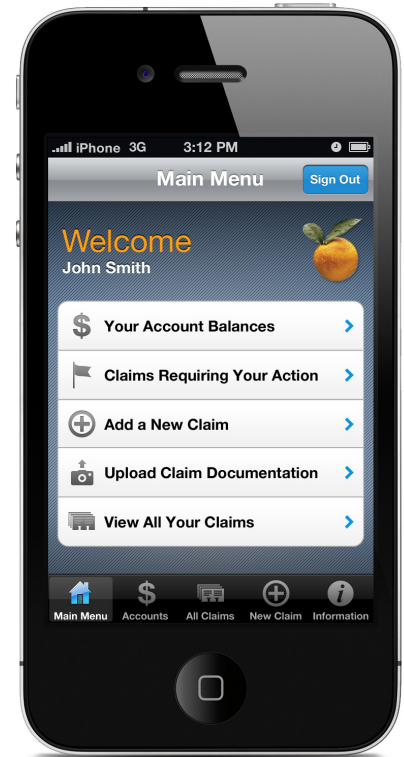 iPhone 3G 3:12 PM
Main Menu Sign Out
Welcome
John Smith
$ Your Account Balances
Claims Requiring Your Action
Add a New Claim
Upload Claim Documentation
View All Your Claims
Main Menu $ Accounts All Claims New Claim i Information